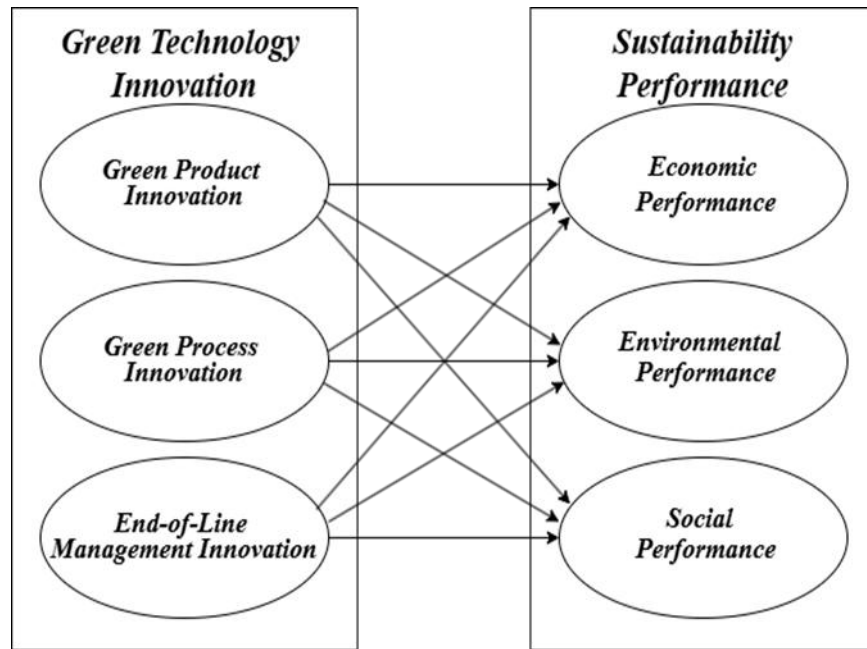 Green Technology
Innovation
Green Product
Innovation
Green Process
Innovation
End-of-Line
Management Innovation
Sustainability
Performance
Economic
Performance
Environmental
Performance
Social
Performance